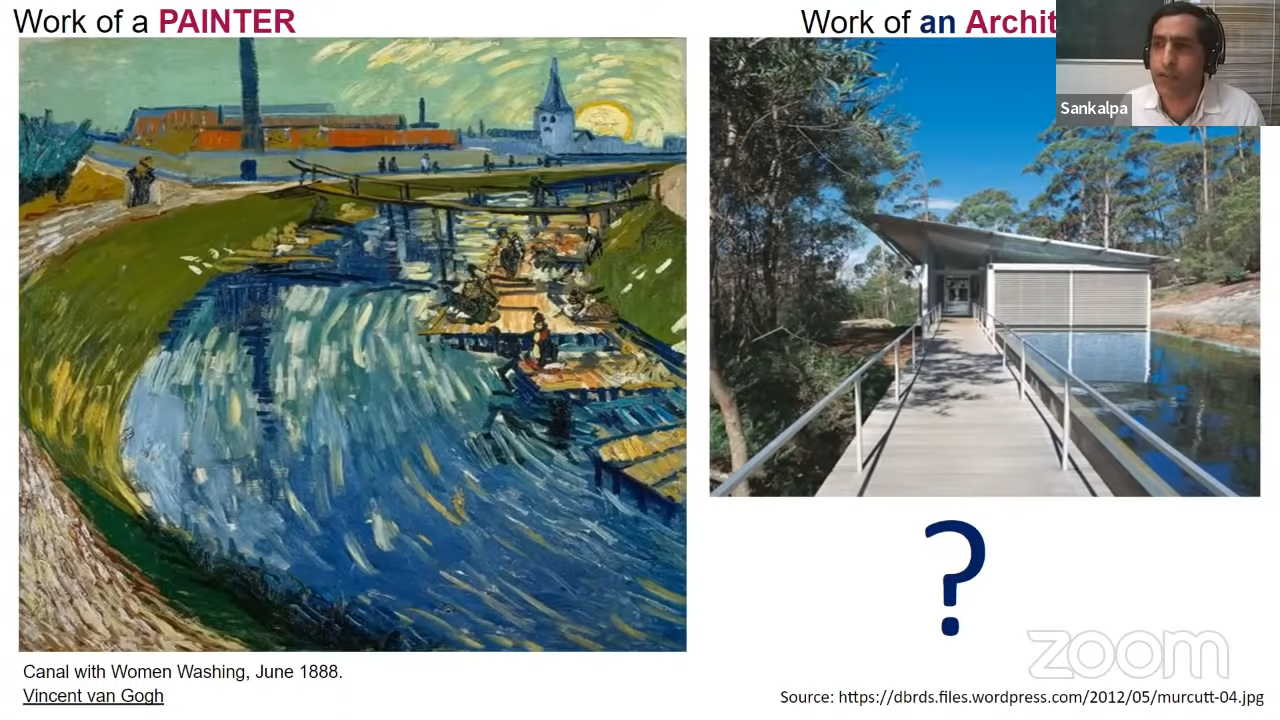 Work of a PAINTER
Work of an Archit
Sankalpa
?
Canal with Women Washing, June 1888.
Vincent van Gogh
zoom
Source: https://dbrds.files.wordpress.com/2012/05/murcutt-04.jpg